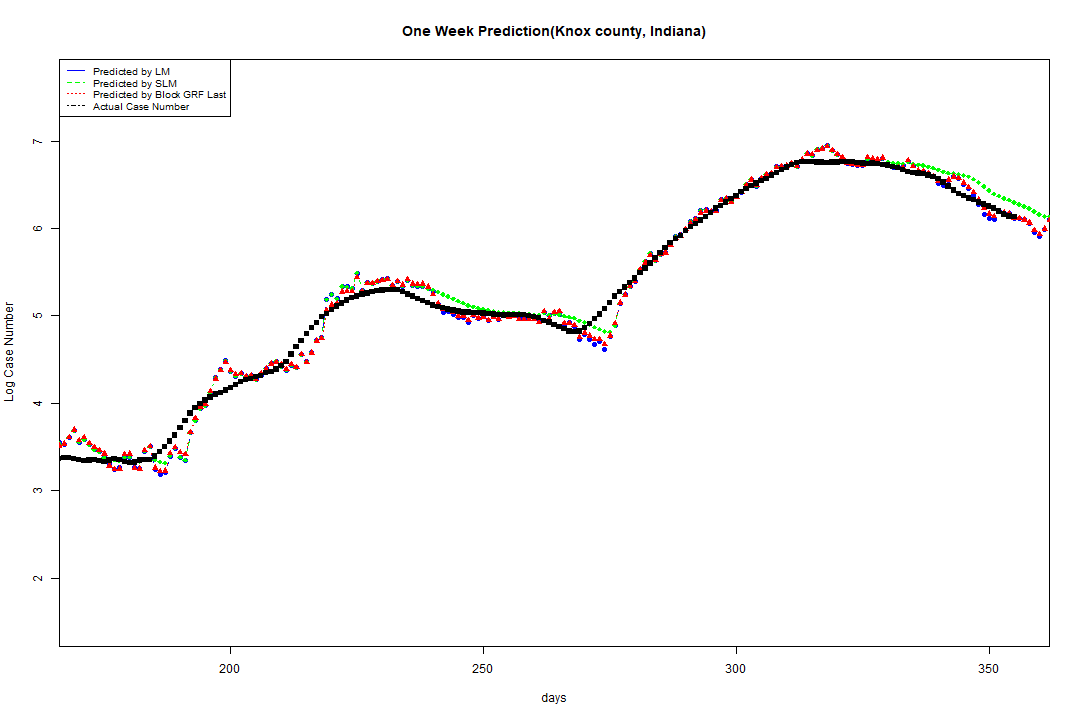 One Week Prediction(Knox county, Indiana)
Predicted by LM
Predicted by SLM
Predicted by Block GRF Last
Actual Case Number
7
6
5
4
3
2
Log Case Number
200 250 300 350
days